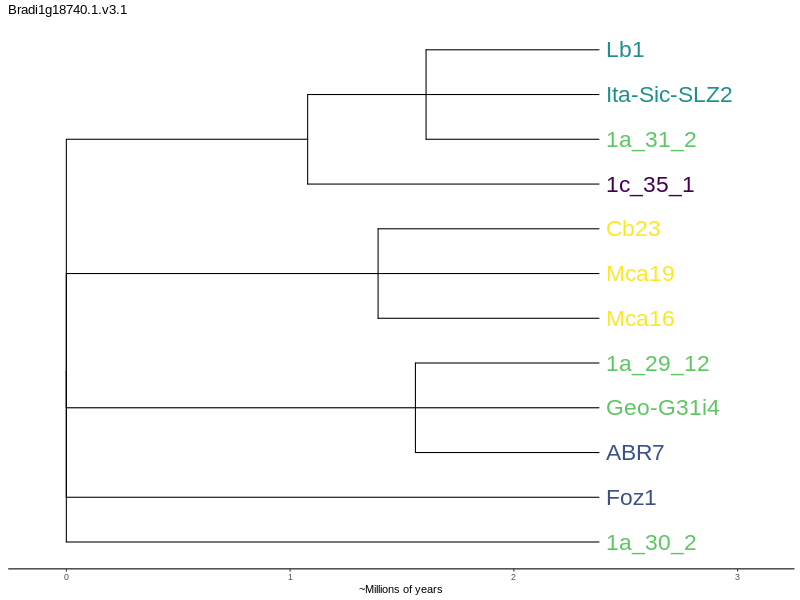 Bradi1g18740.1.v3.1
Lb1
Ita-Sic-SLZ2
1a_31_2
1c_35_1
Cb23
Mca19
Mca16
1a_29_12
Geo-G31i4
ABR7
Foz1
1a_30_2
0 1 2 3
~Millions of years